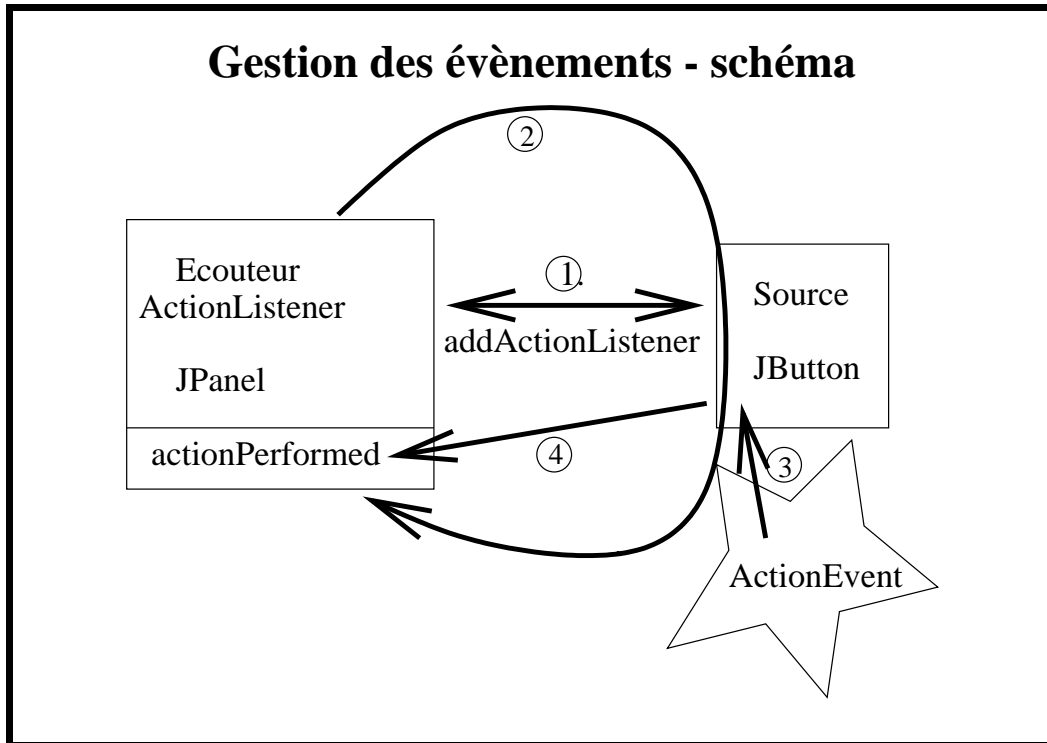 Gestion des évènements - schéma
2
Ecouteur
ActionListener
JPanel
actionPerformed
1.
addActionListener
4
Source
JButton
3
ActionEvent